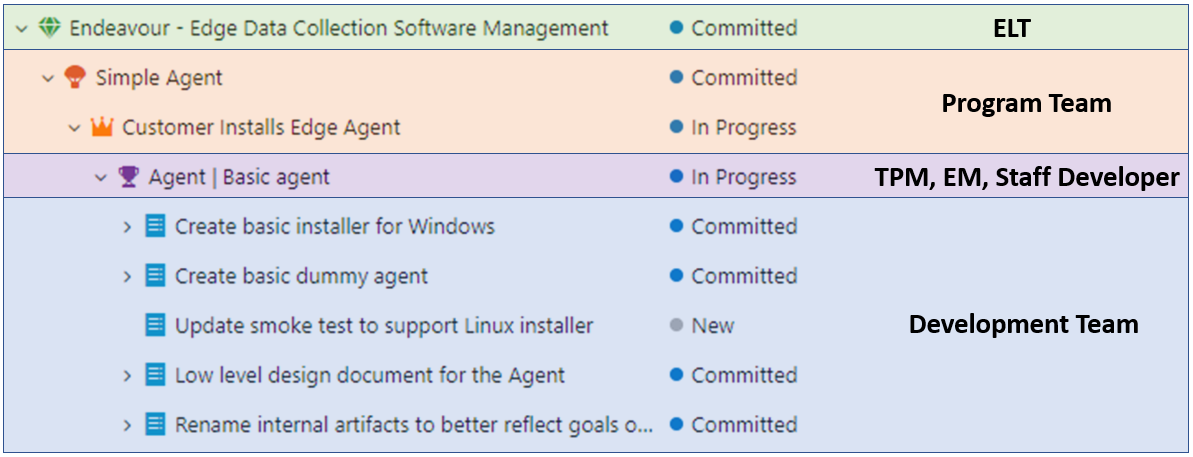 Endeavour - Edge Data Collection Software Management Committed ELT
Simple Agent Committed
Program Team
Customer Installs Edge Agent In Progress
Agent | Basic agent In Progress TPM, EM, Staff Developer
Create basic installer for Windows Committed
Create basic dummy agent Committed
Update smoke test to support Linux installer New Development Team
Low level design document for the Agent Committed
Rename internal artifacts to better reflect goals o... Committed